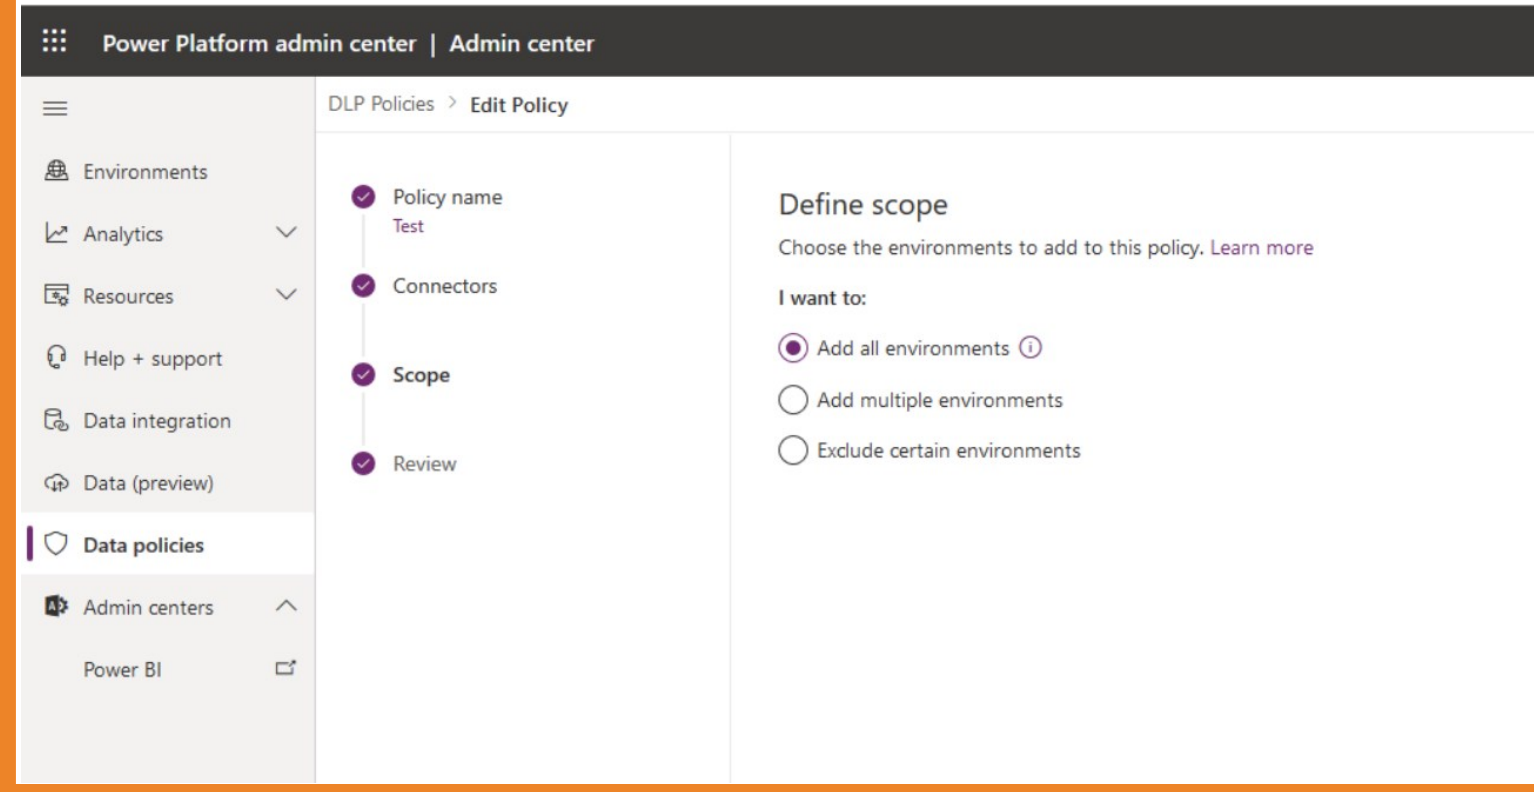 Power Platform admin center | Admin center
DLP Policies > Edit Policy
Environments
Analytics
Resources
Help + support
Data integration
Data (preview)
Data policies
Admin centers
Power BI
Policy name
Test
Connectors
Scope
Review
Define scope
Choose the environments to add to this policy. Learn more
I want to:
Add all environments
Add multiple environments
Exclude certain environments